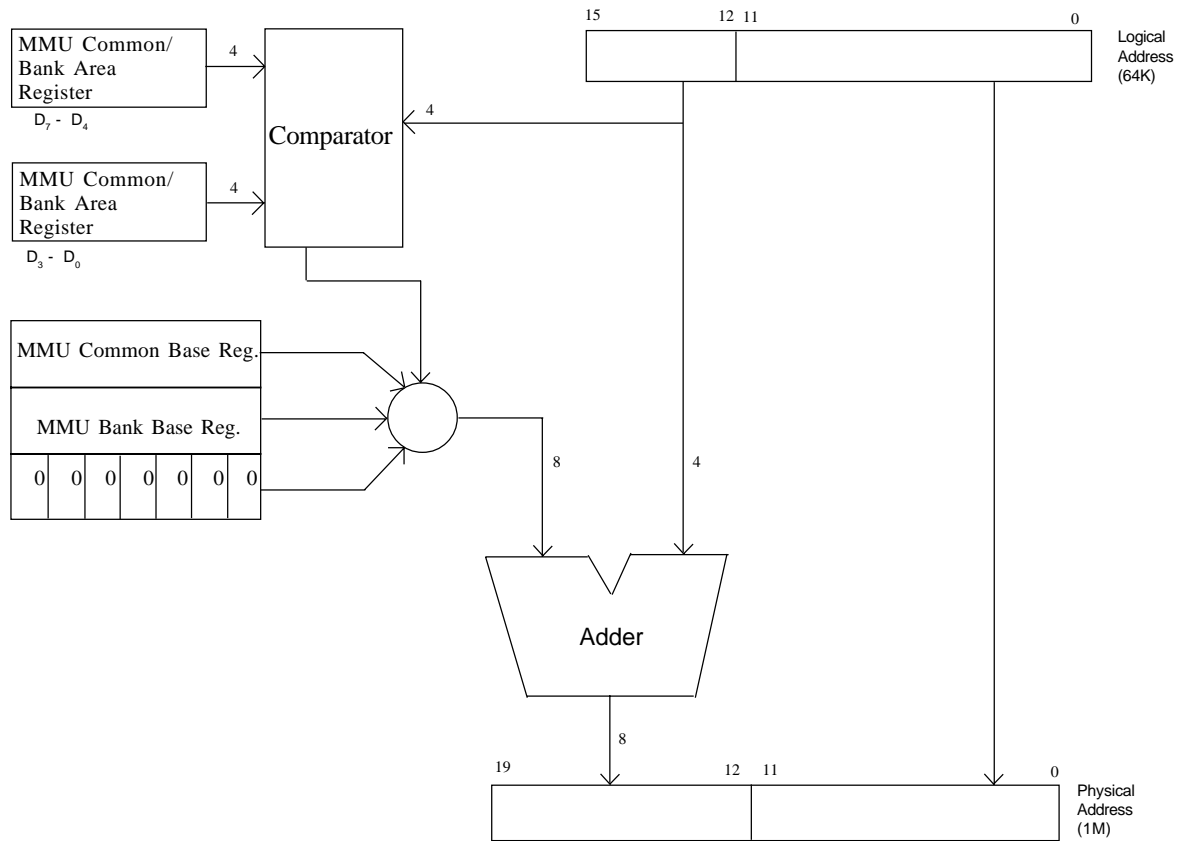 15 12 11 0
MMU Common/
Bank Area
Register
4
D7 - D4
Logical
Address
(64K)
Comparator
4
MMU Common/
Bank Area
Register
4
D3 - D0
MMU Common Base Reg.
MMU Bank Base Reg.
0 0 0 0 0 0 0
8
4
Adder
8
19 12 11 0
Physical
Address
(1M)